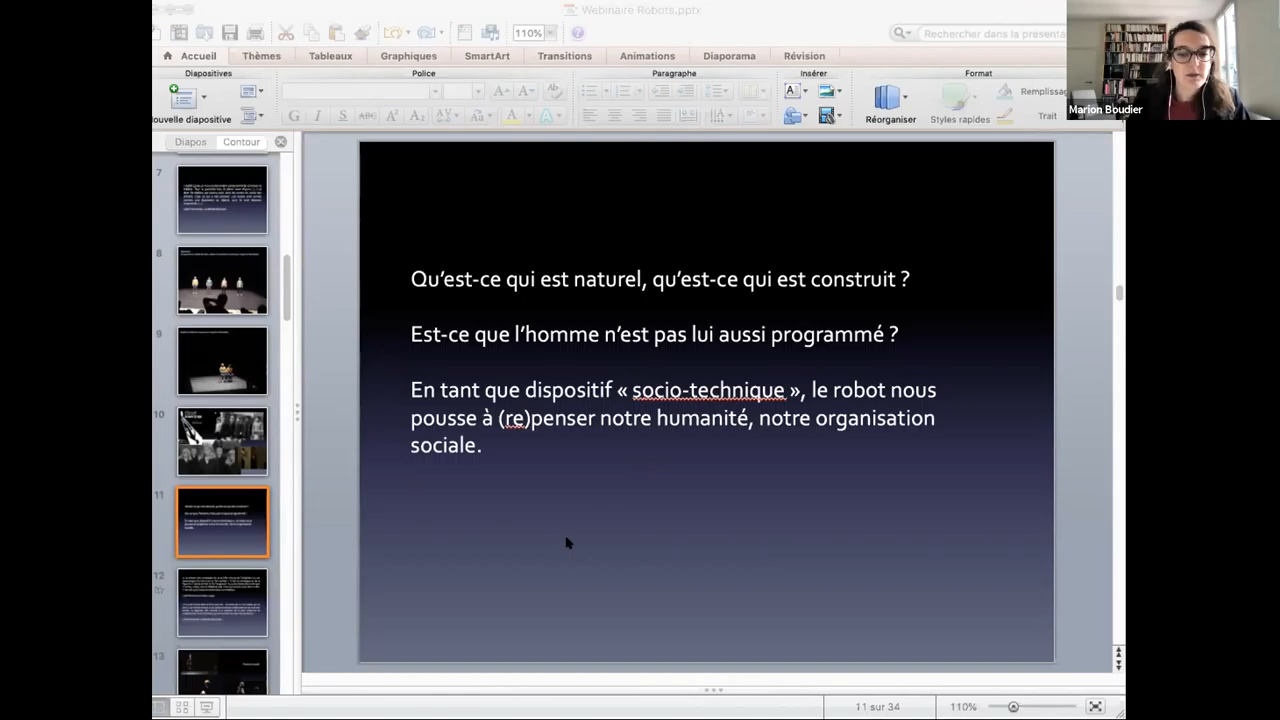 Webinaire Robots.pptx
110%
Rechercher dans la présenta
Accueil
Thèmes
Tableaux
Graphiques
SmartArt
Transitions
Animations
Diaporama
Révision
Diapositives
Police
Paragraphe
Insérer
Format
ouvelle diapositive
Réorganiser
Styles rapides
Remplissag
Trait
Marion Boudier
Diapos
Contour
7
8
9
10
11
12
13
Qu’est-ce qui est naturel, qu’est-ce qui est construit ?
Est-ce que l’homme n’est pas lui aussi programmé ?
En tant que dispositif « socio-technique », le robot nous
pousse à (re)penser notre humanité, notre organisation
sociale.
11 sur 34
110%